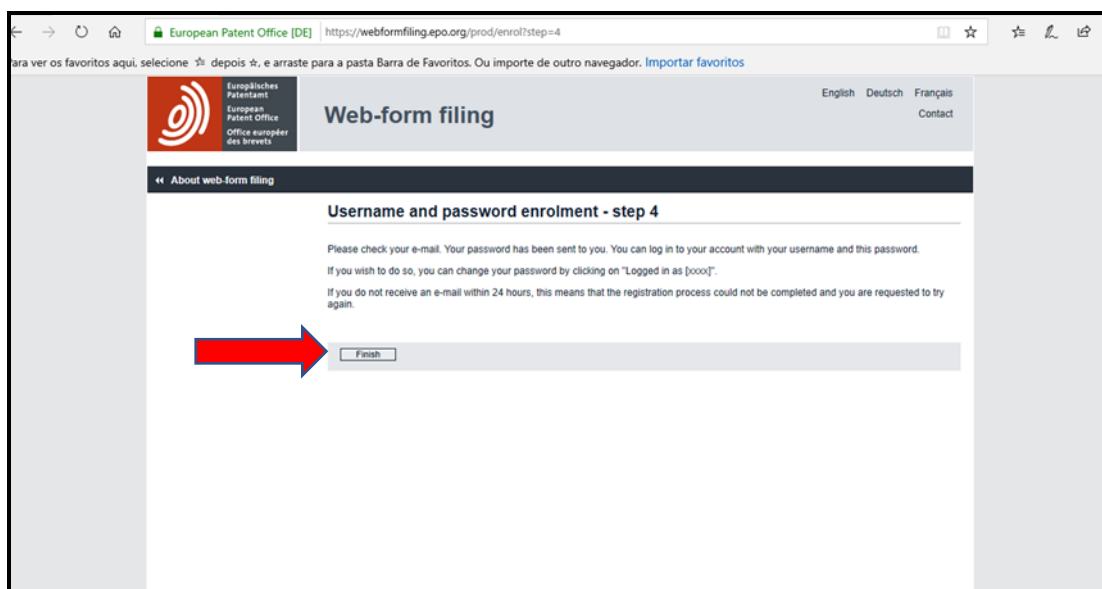 European Patent Office [DE] https://webformfiling.epo.org/prod/enrol?step=4
ara ver os favoritos aqui, selecione depois ☆, e arraste para a pasta Barra de Favoritos. Ou importe de outro navegador. Importar favoritos
Europäisches
Patentamt
European
Patent Office
Office européen
des brevets
Web-form filing
English Deutsch Français
Contact
About web-form filing
Username and password enrolment - step 4
Please check your e-mail. Your password has been sent to you. You can log in to your account with your username and this password.
If you wish to do so, you can change your password by clicking on "Logged in as [xxxx]".
If you do not receive an e-mail within 24 hours, this means that the registration process could not be completed and you are requested to try
again.
Finish